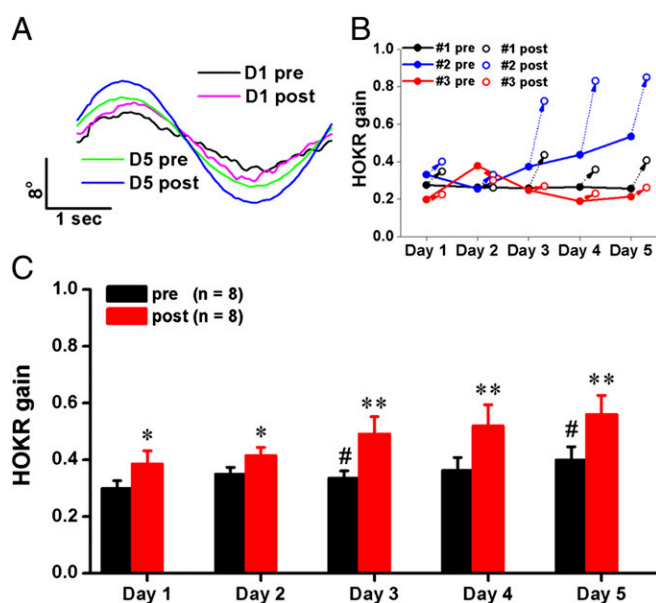 A
D1 pre
D1 post
D5 pre
D5 post
8°
1 sec
B
HOKR gain
1.0
0.8
0.6
0.4
0.2
0.0
#1 pre #1 post
#2 pre #2 post
#3 pre #3 post
Day 1 Day 2 Day 3 Day 4 Day 5
C
HOKR gain
1.0
0.8
0.6
0.4
0.2
0.0
pre (n = 8)
post (n = 8)
* * ** ** **
# #
Day 1 Day 2 Day 3 Day 4 Day 5